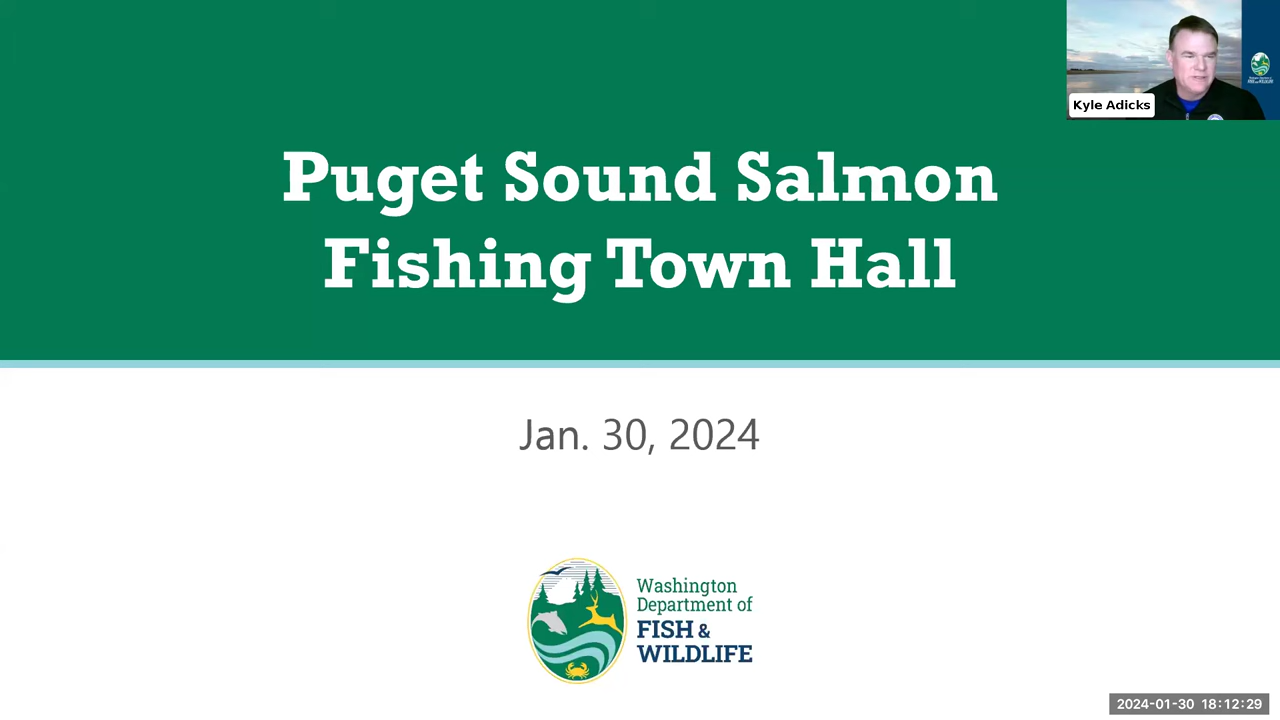 Kyle Adicks
Puget Sound Salmon
Fishing Town Hall
Jan. 30, 2024
Washington
Department of
FISH &
WILDLIFE
2024-01-30 18:12:29